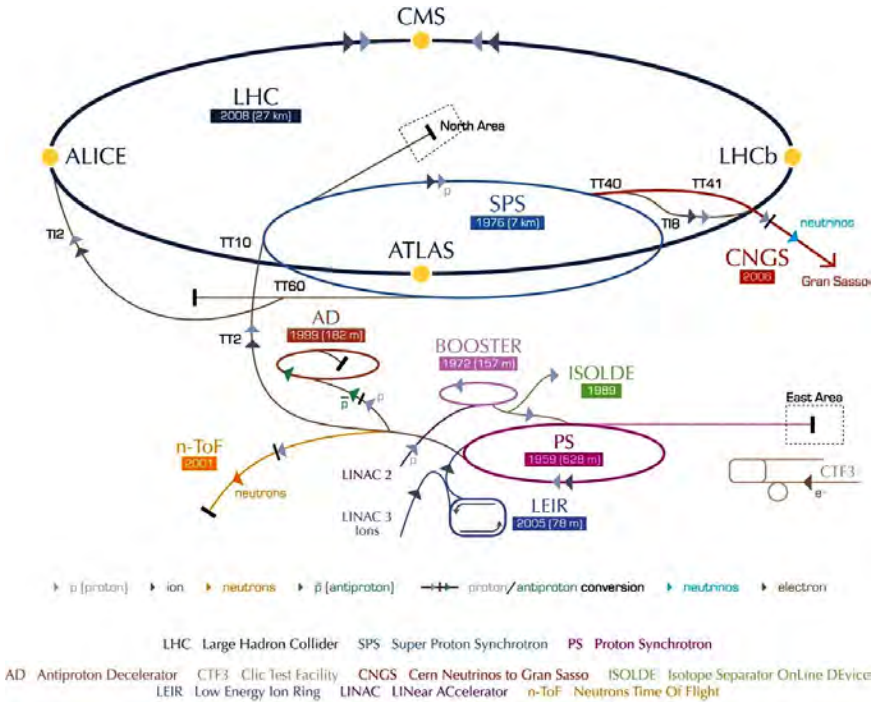 CMS
LHC
2008 (27 km)
North Area
ALICE
LHCb
p
TT40
TT41
SPS
1976 (7 km)
TI2
TI8
neutrinos
TT10
ATLAS
CNGS
2006
Gran Sasso
TT60
AD
1999 (182 m)
TT2
BOOSTER
1972 (157 m)
ISOLDE
1989
p̅
p
East Area
n-ToF
2001
PS
1959 (628 m)
LINAC 2
p
neutrons
CTF3
e-
LINAC 3
Ions
LEIR
2005 (78 m)
p (proton) ion neutrons p̅ (antiproton) proton/antiproton conversion neutrinos electron
LHC Large Hadron Collider SPS Super Proton Synchrotron PS Proton Synchrotron
AD Antiproton Decelerator CTF3 Clic Test Facility CNGS Cern Neutrinos to Gran Sasso ISOLDE Isotope Separator OnLine DEvice
LEIR Low Energy Ion Ring LINAC LINear ACcelerator n-ToF Neutrons Time Of Flight